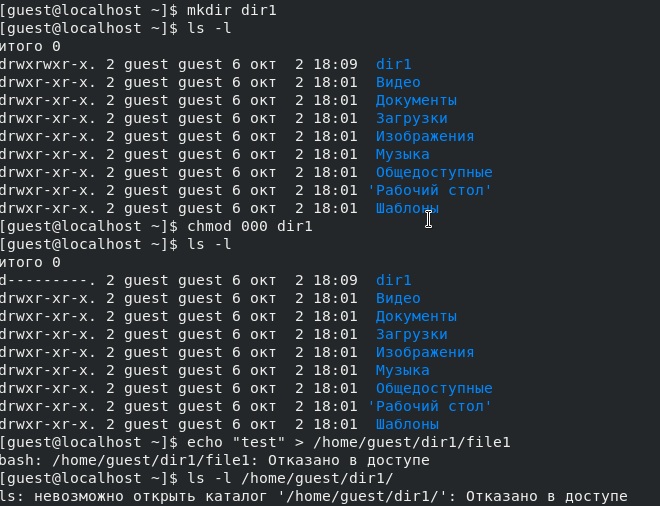 [guest@localhost ~]$ mkdir dir1
[guest@localhost ~]$ ls -l
итого 0
drwxrwxr-x. 2 guest guest 6 окт  2 18:09  dir1
drwxr-xr-x. 2 guest guest 6 окт  2 18:01  Видео
drwxr-xr-x. 2 guest guest 6 окт  2 18:01  Документы
drwxr-xr-x. 2 guest guest 6 окт  2 18:01  Загрузки
drwxr-xr-x. 2 guest guest 6 окт  2 18:01  Изображения
drwxr-xr-x. 2 guest guest 6 окт  2 18:01  Музыка
drwxr-xr-x. 2 guest guest 6 окт  2 18:01  Общедоступные
drwxr-xr-x. 2 guest guest 6 окт  2 18:01 'Рабочий стол'
drwxr-xr-x. 2 guest guest 6 окт  2 18:01  Шаблоны
[guest@localhost ~]$ chmod 000 dir1
[guest@localhost ~]$ ls -l
итого 0
d---------. 2 guest guest 6 окт  2 18:09  dir1
drwxr-xr-x. 2 guest guest 6 окт  2 18:01  Видео
drwxr-xr-x. 2 guest guest 6 окт  2 18:01  Документы
drwxr-xr-x. 2 guest guest 6 окт  2 18:01  Загрузки
drwxr-xr-x. 2 guest guest 6 окт  2 18:01  Изображения
drwxr-xr-x. 2 guest guest 6 окт  2 18:01  Музыка
drwxr-xr-x. 2 guest guest 6 окт  2 18:01  Общедоступные
drwxr-xr-x. 2 guest guest 6 окт  2 18:01 'Рабочий стол'
drwxr-xr-x. 2 guest guest 6 окт  2 18:01  Шаблоны
[guest@localhost ~]$ echo "test" > /home/guest/dir1/file1
bash: /home/guest/dir1/file1: Отказано в доступе
[guest@localhost ~]$ ls -l /home/guest/dir1/
ls: невозможно открыть каталог '/home/guest/dir1/': Отказано в доступе